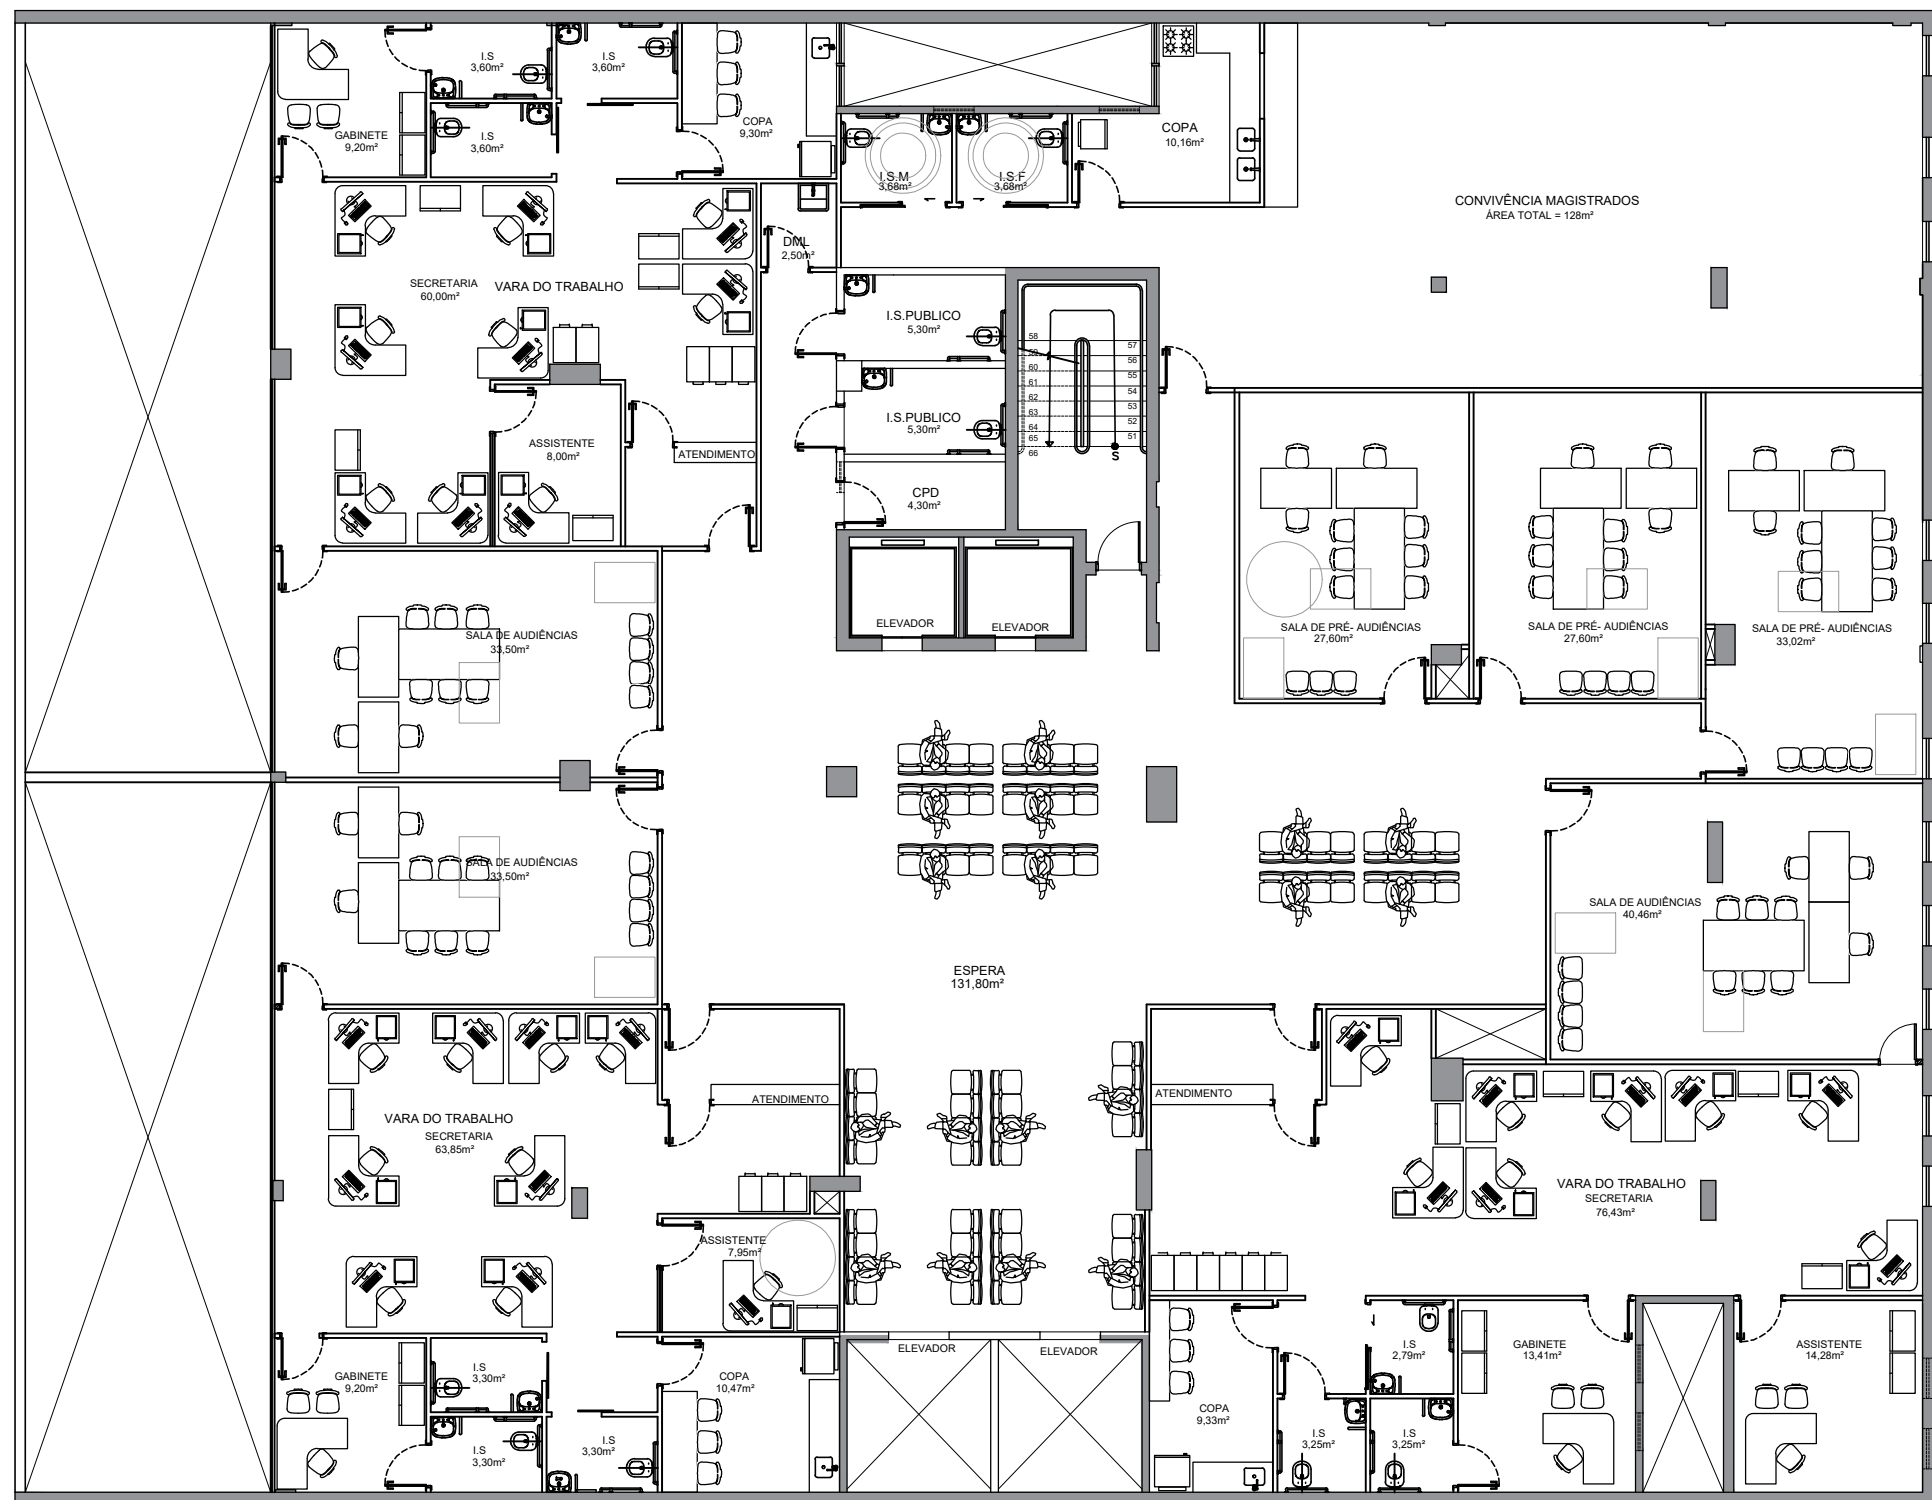 I.S
3,60m²
I.S
3,60m²
GABINETE
9,20m²
I.S
3,60m²
COPA
9,30m²
I.S.M
3,68m²
I.S.F
3,68m²
COPA
10,16m²
CONVIVÊNCIA MAGISTRADOS
ÁREA TOTAL = 128m²
DML
2,50m²
SECRETARIA
60,00m²
VARA DO TRABALHO
I.S.PUBLICO
5,30m²
I.S.PUBLICO
5,30m²
58
59
60
61
62
63
64
65
66
57
56
55
54
53
52
51
S
ASSISTENTE
8,00m²
ATENDIMENTO
CPD
4,30m²
ELEVADOR
ELEVADOR
SALA DE PRÉ- AUDIÊNCIAS
27,60m²
SALA DE PRÉ- AUDIÊNCIAS
27,60m²
SALA DE PRÉ- AUDIÊNCIAS
33,02m²
SALA DE AUDIÊNCIAS
33,50m²
SALA DE AUDIÊNCIAS
33,50m²
SALA DE AUDIÊNCIAS
40,46m²
ESPERA
131,80m²
ATENDIMENTO
ATENDIMENTO
VARA DO TRABALHO
SECRETARIA
63,85m²
VARA DO TRABALHO
SECRETARIA
76,43m²
ASSISTENTE
7,95m²
GABINETE
9,20m²
I.S
3,30m²
I.S
3,30m²
I.S
3,30m²
COPA
10,47m²
ELEVADOR
ELEVADOR
COPA
9,33m²
I.S
2,79m²
I.S
3,25m²
I.S
3,25m²
GABINETE
13,41m²
ASSISTENTE
14,28m²